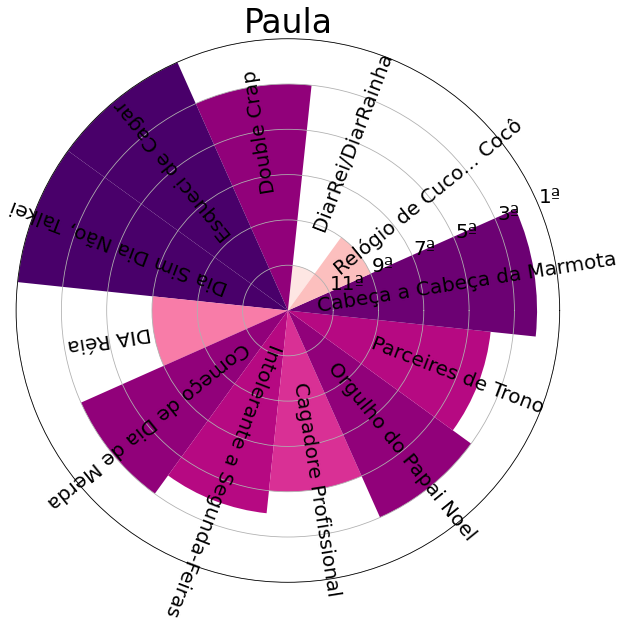 Paula
Cabeça a Cabeça da Marmota
Relógio de Cuco... Cocô
DiarRei/DiarRainha
Double Crap
Esqueci de Cagar
Dia Sim Dia Não, Talkei
DIA Réia
Começo de Dia de Merda
Intolerante a Segunda-Feiras
Cagadore Profissional
Orgulho do Papai Noel
Parceires de Trono
1ª
3ª
5ª
7ª
9ª
11ª